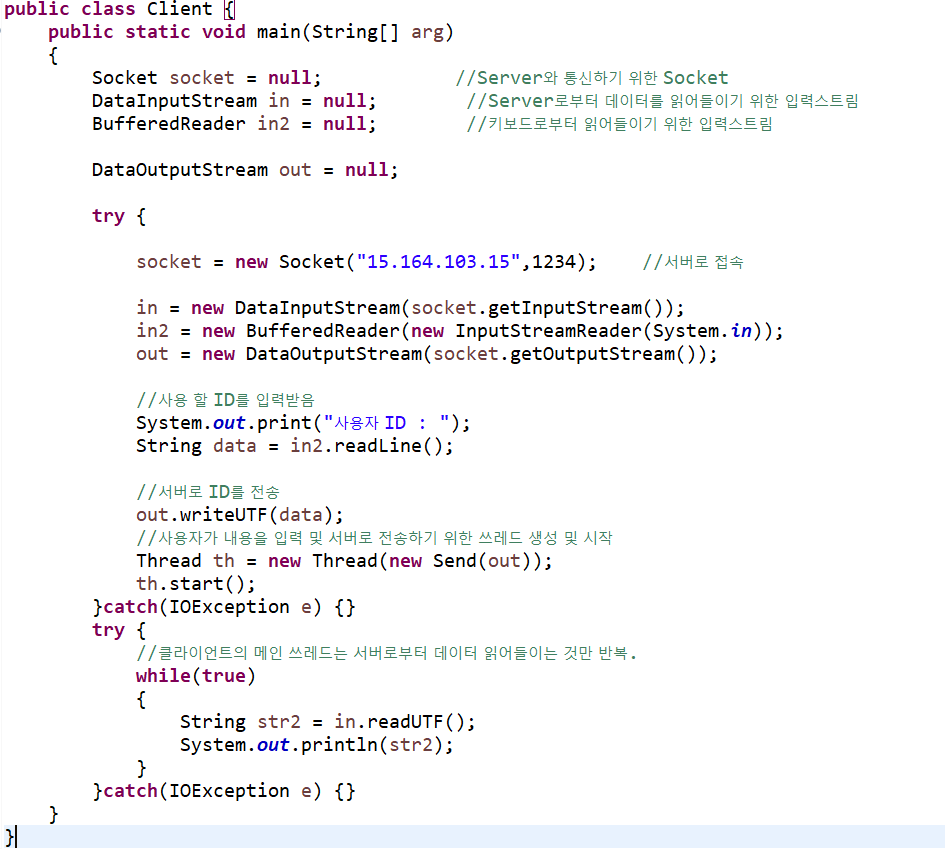 public class Client {
    public static void main(String[] arg)
    {
        Socket socket = null;            //Server와 통신하기 위한 Socket
        DataInputStream in = null;        //Server로부터 데이터를 읽어들이기 위한 입력스트림
        BufferedReader in2 = null;        //키보드로부터 읽어들이기 위한 입력스트림
        DataOutputStream out = null;
        try {
            socket = new Socket("15.164.103.15",1234);    //서버로 접속
            in = new DataInputStream(socket.getInputStream());
            in2 = new BufferedReader(new InputStreamReader(System.in));
            out = new DataOutputStream(socket.getOutputStream());
            //사용 할 ID를 입력받음
            System.out.print("사용자 ID : ");
            String data = in2.readLine();
            //서버로 ID를 전송
            out.writeUTF(data);
            //사용자가 내용을 입력 및 서버로 전송하기 위한 쓰레드 생성 및 시작
            Thread th = new Thread(new Send(out));
            th.start();
        }catch(IOException e) {}
        try {
            //클라이언트의 메인 쓰레드는 서버로부터 데이터 읽어들이는 것만 반복.
            while(true)
            {
                String str2 = in.readUTF();
                System.out.println(str2);
            }
        }catch(IOException e) {}
    }
}